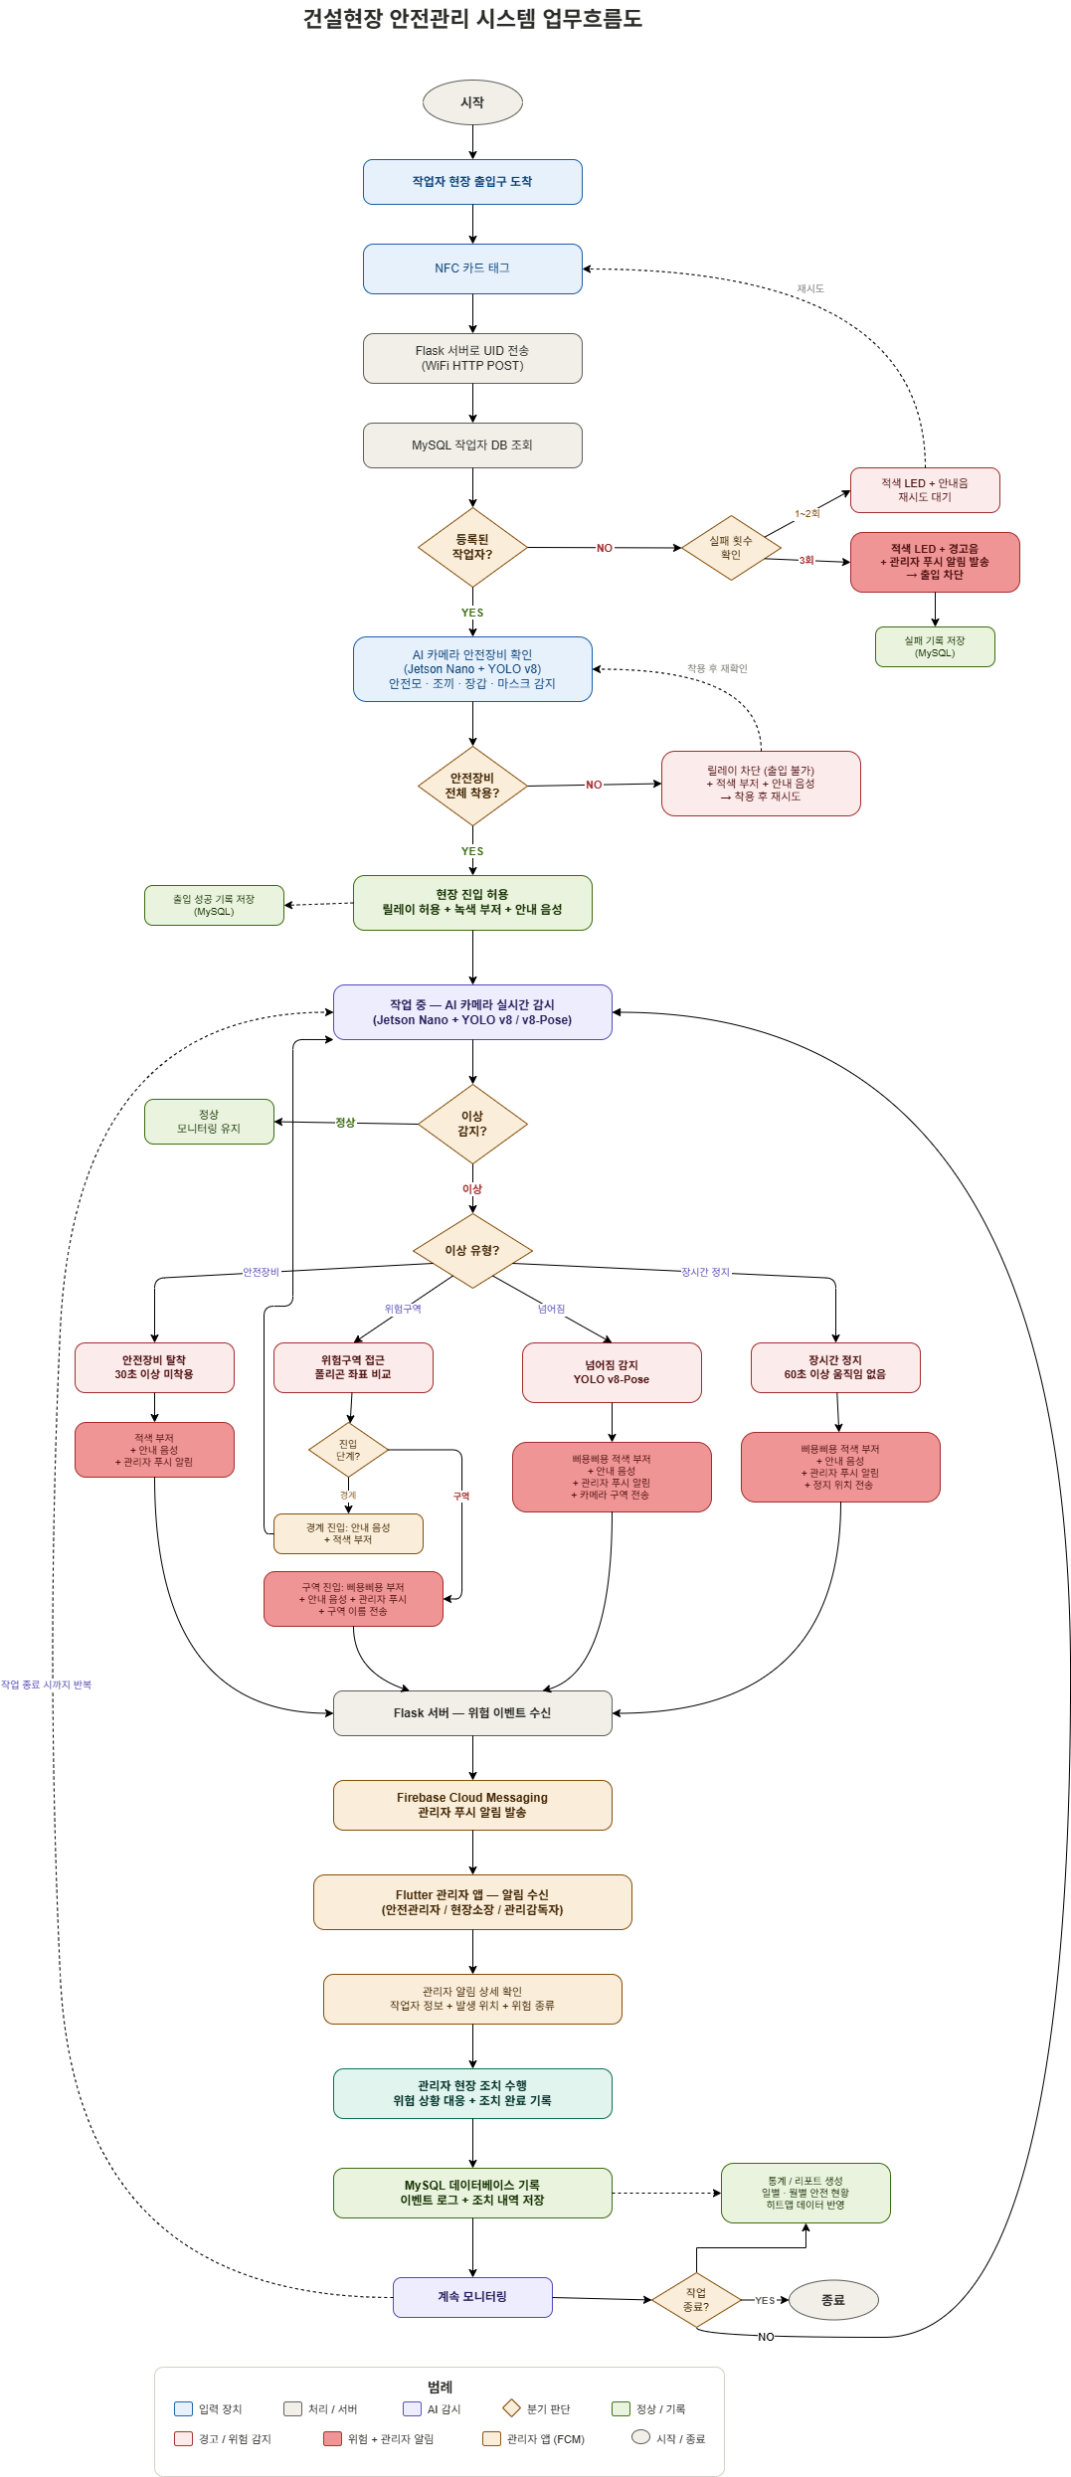 건설현장 안전관리 시스템 업무흐름도
시작
작업자 현장 출입구 도착
NFC 카드 태그
재시도
Flask 서버로 UID 전송
(WiFi HTTP POST)
MySQL 작업자 DB 조회
적색 LED + 안내음
재시도 대기
1~2회
등록된
작업자?
NO
실패 횟수
확인
3회
적색 LED + 경고음
+ 관리자 푸시 알림 발송
→ 출입 차단
YES
실패 기록 저장
(MySQL)
AI 카메라 안전장비 확인
(Jetson Nano + YOLO v8)
안전모 · 조끼 · 장갑 · 마스크 감지
착용 후 재확인
안전장비
전체 착용?
NO
릴레이 차단 (출입 불가)
+ 적색 부저 + 안내 음성
→ 착용 후 재시도
YES
현장 진입 허용
릴레이 허용 + 녹색 부저 + 안내 음성
출입 성공 기록 저장
(MySQL)
작업 중 — AI 카메라 실시간 감시
(Jetson Nano + YOLO v8 / v8-Pose)
이상
감지?
정상
정상
모니터링 유지
이상
이상 유형?
안전장비
위험구역
넘어짐
장시간 정지
안전장비 탈착
30초 이상 미착용
위험구역 접근
폴리곤 좌표 비교
넘어짐 감지
YOLO v8-Pose
장시간 정지
60초 이상 움직임 없음
적색 부저
+ 안내 음성
+ 관리자 푸시 알림
진입
단계?
경계
구역
삐용삐용 적색 부저
+ 안내 음성
+ 관리자 푸시 알림
+ 카메라 구역 전송
삐용삐용 적색 부저
+ 안내 음성
+ 관리자 푸시 알림
+ 정지 위치 전송
경계 진입: 안내 음성
+ 적색 부저
구역 진입: 삐용삐용 부저
+ 안내 음성 + 관리자 푸시
+ 구역 이름 전송
작업 종료 시까지 반복
Flask 서버 — 위험 이벤트 수신
Firebase Cloud Messaging
관리자 푸시 알림 발송
Flutter 관리자 앱 — 알림 수신
(안전관리자 / 현장소장 / 관리감독자)
관리자 알림 상세 확인
작업자 정보 + 발생 위치 + 위험 종류
관리자 현장 조치 수행
위험 상황 대응 + 조치 완료 기록
MySQL 데이터베이스 기록
이벤트 로그 + 조치 내역 저장
통계 / 리포트 생성
일별 · 월별 안전 현황
히트맵 데이터 반영
계속 모니터링
작업
종료?
YES
종료
NO
범례
입력 장치
처리 / 서버
AI 감시
분기 판단
정상 / 기록
경고 / 위험 감지
위험 + 관리자 알림
관리자 앱 (FCM)
시작 / 종료